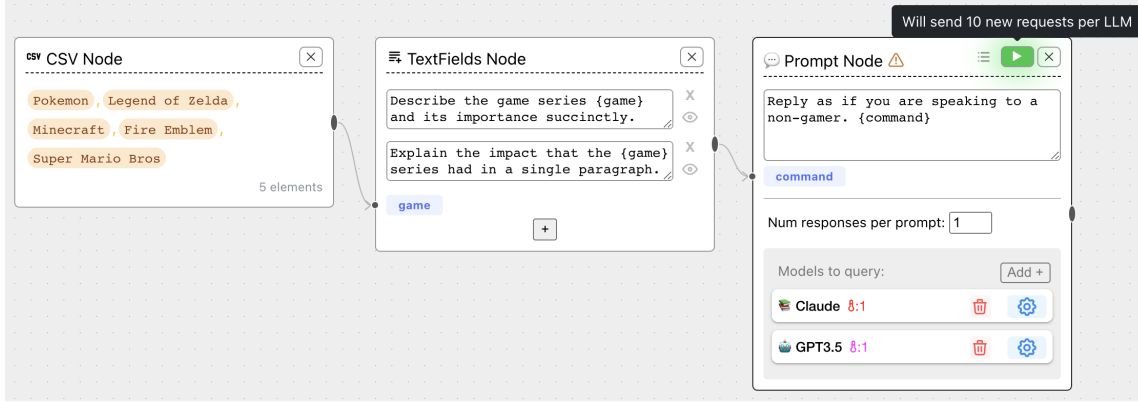 Will send 10 new requests per LLM
CSV CSV Node
Pokemon , Legend of Zelda ,
Minecraft , Fire Emblem ,
Super Mario Bros
5 elements
TextFields Node
Describe the game series {game}
and its importance succinctly.
X
Explain the impact that the {game}
series had in a single paragraph.
X
game
+
Prompt Node
Reply as if you are speaking to a
non-gamer. {command}
command
Num responses per prompt: 1
Models to query:
Add +
Claude :1
GPT3.5 :1